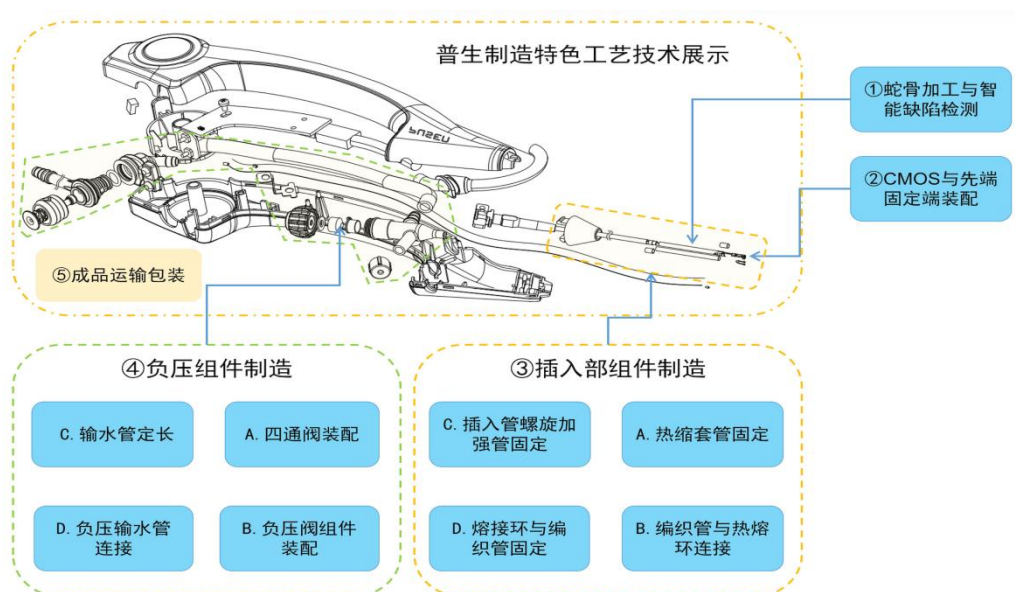 普生制造特色工艺技术展示
PUSEN
①蛇骨加工与智
能缺陷检测
②CMOS与先端
固定端装配
⑤成品运输包装
④负压组件制造
C. 输水管定长
A. 四通阀装配
D. 负压输水管
连接
B. 负压阀组件
装配
③插入部组件制造
C. 插入管螺旋加
强管固定
A. 热缩套管固定
D. 熔接环与编
织管固定
B. 编织管与热熔
环连接